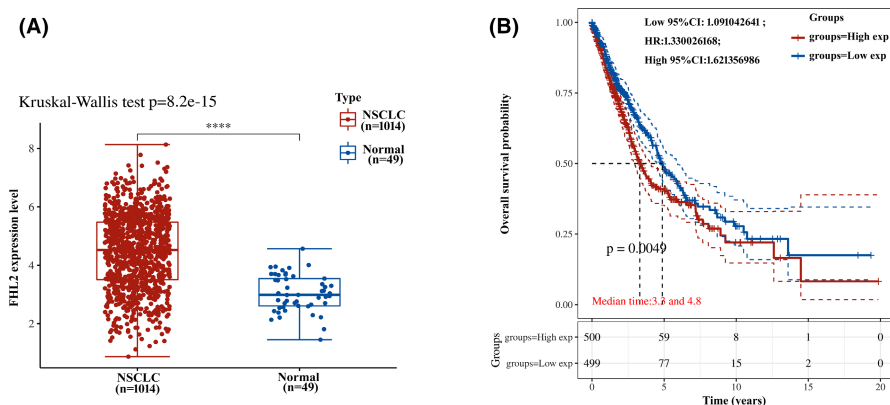 (A)
Kruskal-Wallis test p=8.2e-15
Type
NSCLC
(n=1014)
Normal
(n=49)
****
FHL2 expression level
8
6
4
2
NSCLC
(n=1014)
Normal
(n=49)
(B)
Low 95%CI: 1.091042641 ;
HR:1.330026168;
High 95%CI:1.621356986
Groups
groups=High exp
groups=Low exp
Overall survival probability
1.00
0.75
0.50
0.25
0.00
p = 0.0049
Median time:3.3 and 4.8
Groups
groups=High exp 500 59 8 1 0
groups=Low exp 499 77 15 2 0
0 5 10 15 20
Time (years)